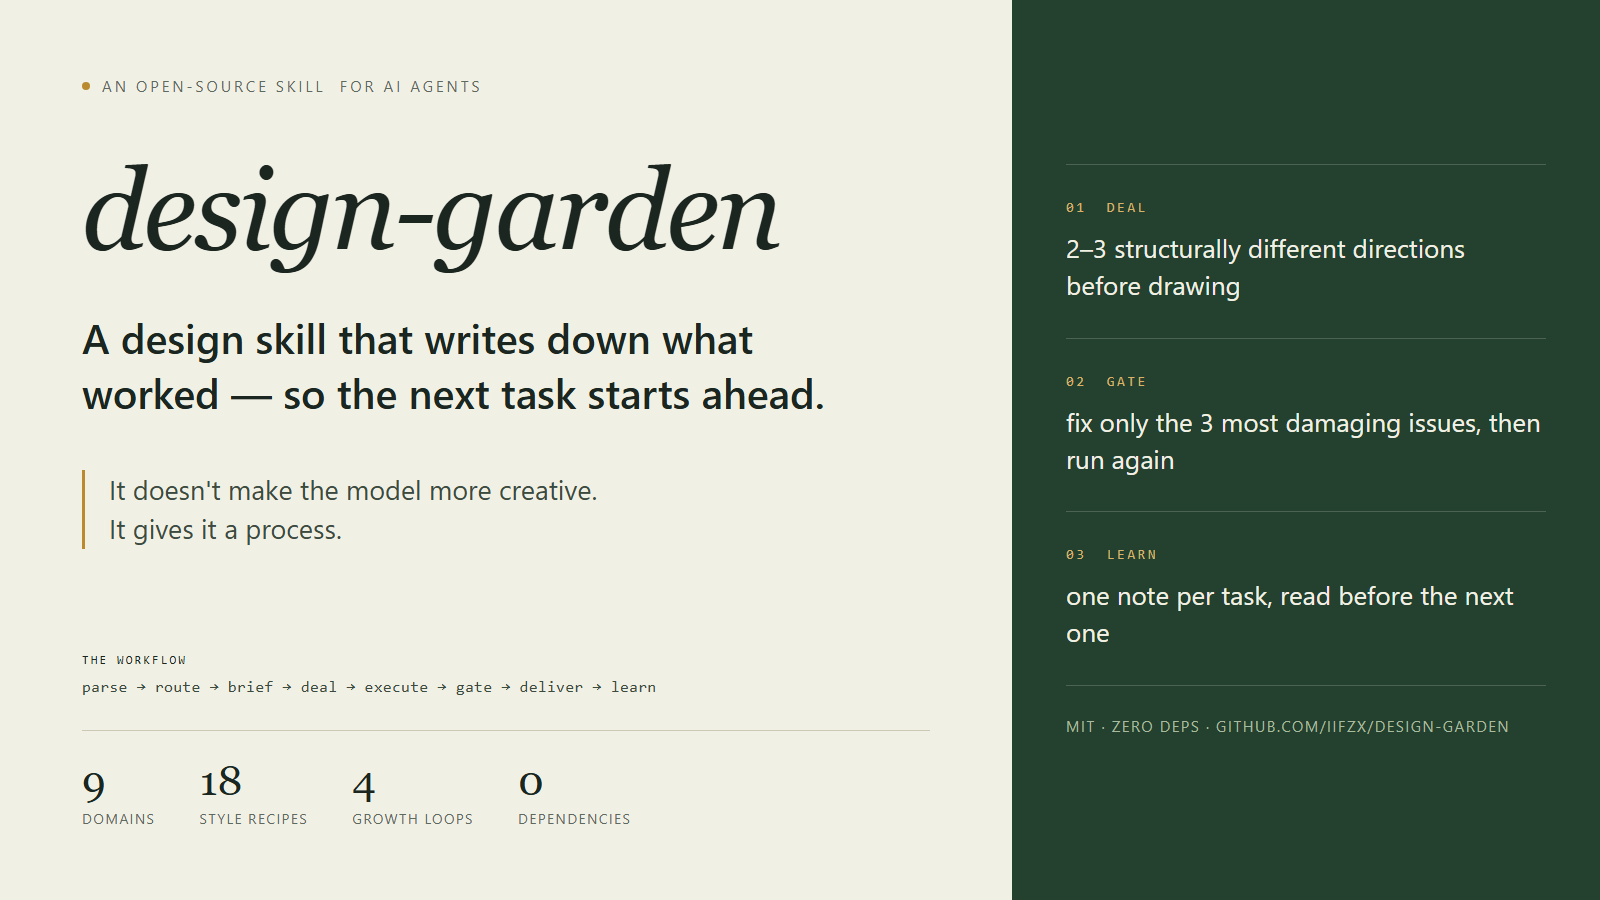 AN OPEN-SOURCE SKILL FOR AI AGENTS
design-garden
A design skill that writes down what
worked — so the next task starts ahead.
It doesn't make the model more creative.
It gives it a process.
THE WORKFLOW
parse → route → brief → deal → execute → gate → deliver → learn
9
DOMAINS
18
STYLE RECIPES
4
GROWTH LOOPS
0
DEPENDENCIES
01 DEAL
2–3 structurally different directions
before drawing
02 GATE
fix only the 3 most damaging issues, then
run again
03 LEARN
one note per task, read before the next
one
MIT · ZERO DEPS · GITHUB.COM/IIFZX/DESIGN-GARDEN